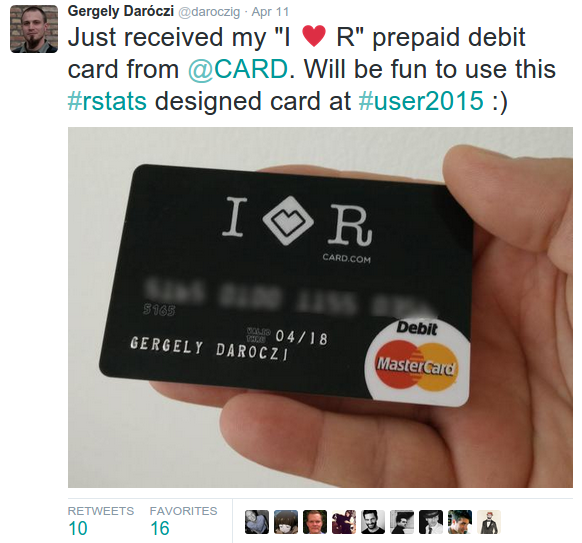 Gergely Daróczi @daroczig · Apr 11
Just received my "I ♥ R" prepaid debit
card from @CARD. Will be fun to use this
#rstats designed card at #user2015 :)
I R
CARD.COM
5165
VALID
THRU 04/18
GERGELY DAROCZI
Debit
MasterCard
RETWEETS FAVORITES
10 16